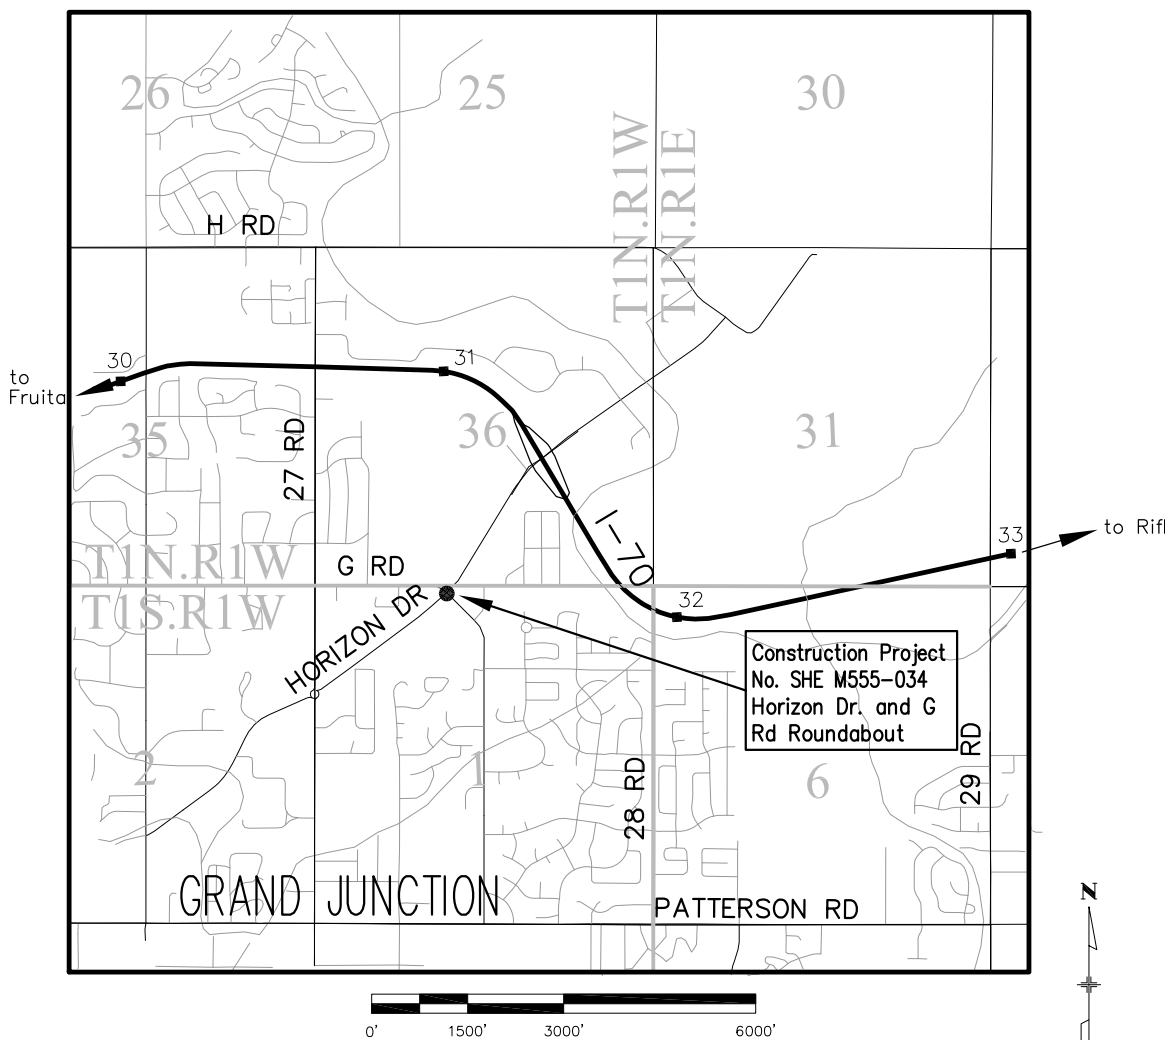 26
25
30
T1N.R1W
T1N.R1E
H RD
30
31
to
Fruita
35
27 RD
36
31
I-70
33
to Rifl
T1N.R1W
G RD
T1S.R1W
HORIZON DR
32
Construction Project
No. SHE M555-034
Horizon Dr. and G
Rd Roundabout
2
1
28 RD
6
29 RD
GRAND JUNCTION
PATTERSON RD
N
0'
1500'
3000'
6000'